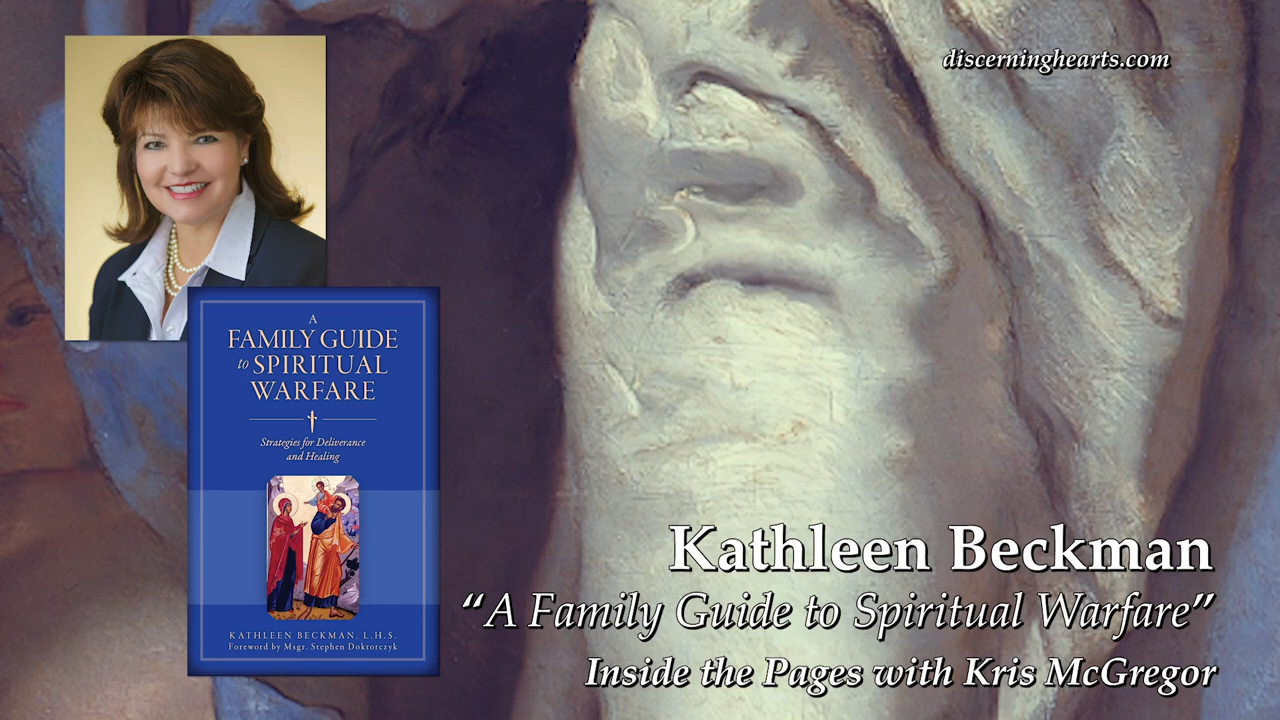 discerninghearts.com
A
FAMILY GUIDE
to SPIRITUAL
WARFARE
Strategies for Deliverance
and Healing
KATHLEEN BECKMAN, L.H.S.
Foreword by Msgr. Stephen Doktorczyk
Kathleen Beckman
“A Family Guide to Spiritual Warfare”
Inside the Pages with Kris McGregor